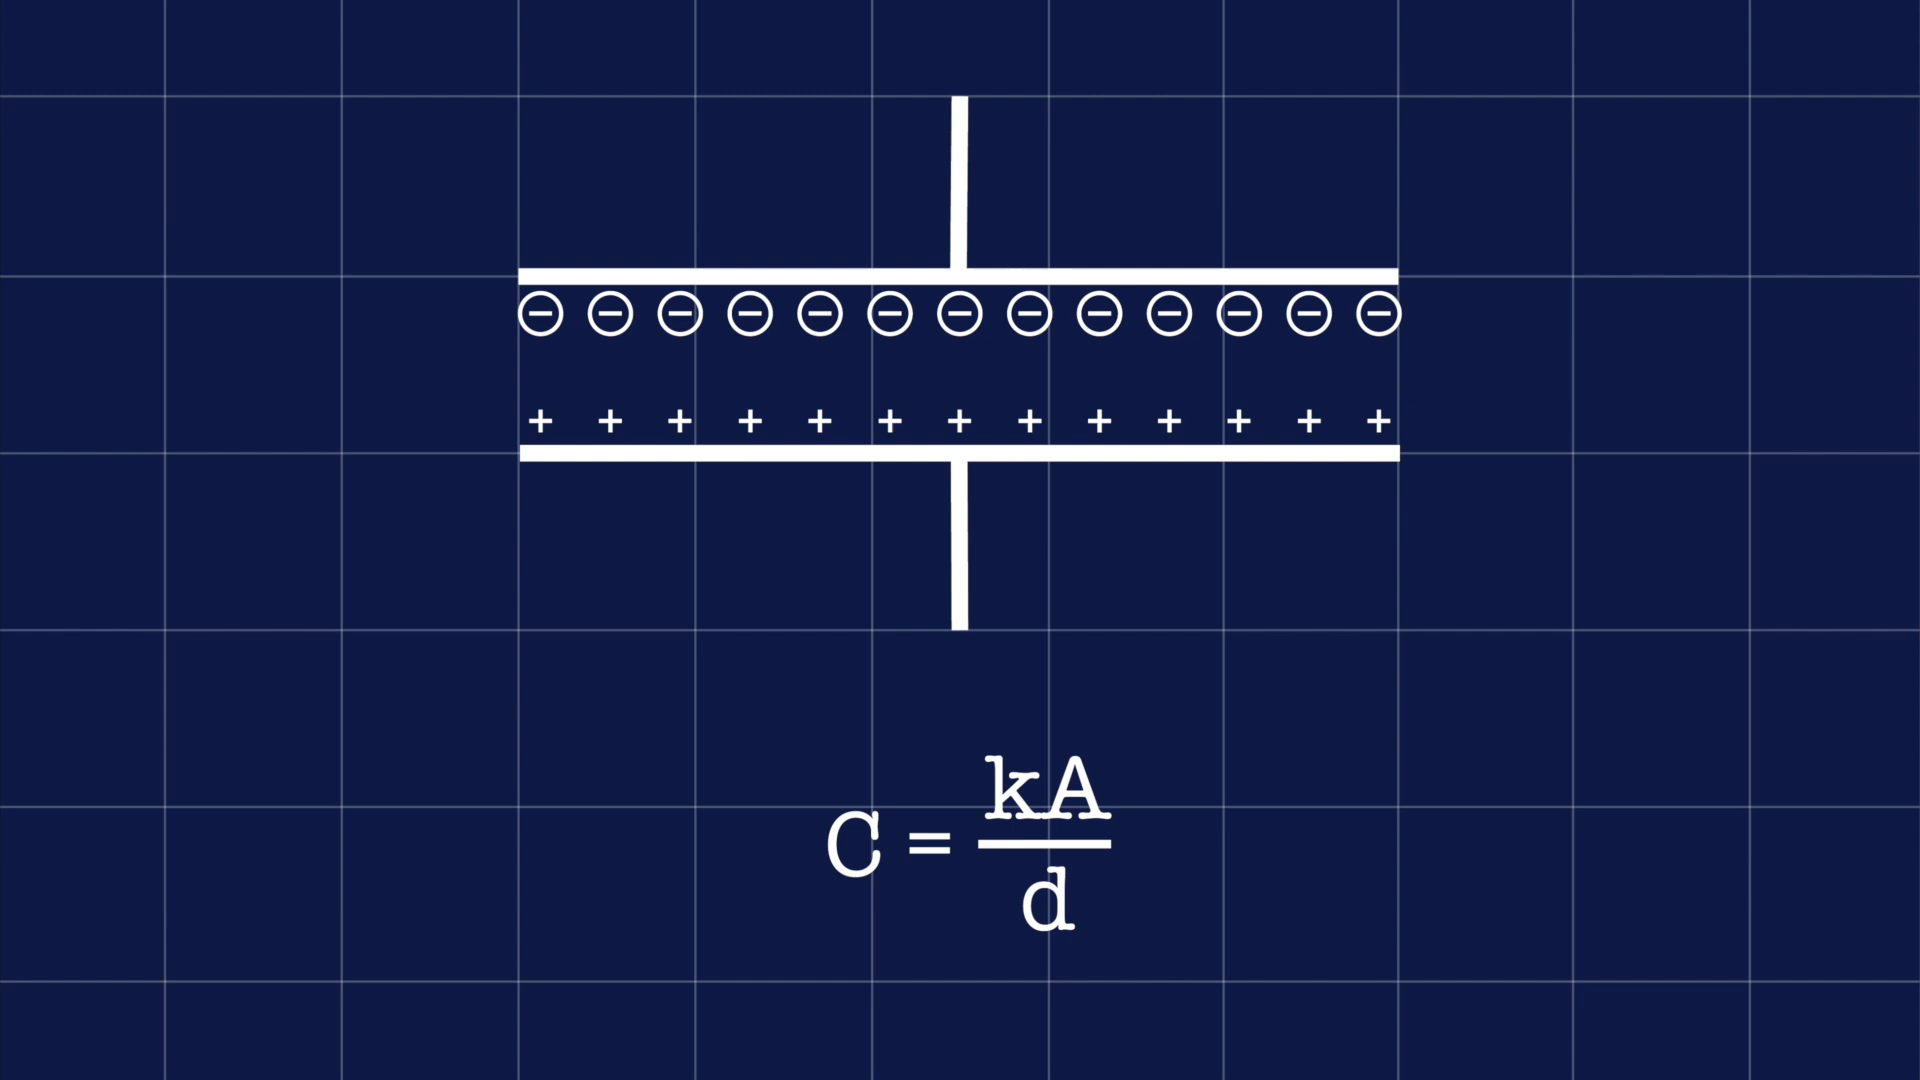 ⊖ ⊖ ⊖ ⊖ ⊖ ⊖ ⊖ ⊖ ⊖ ⊖ ⊖ ⊖ ⊖
+ + + + + + + + + + + + +
C = kA/d